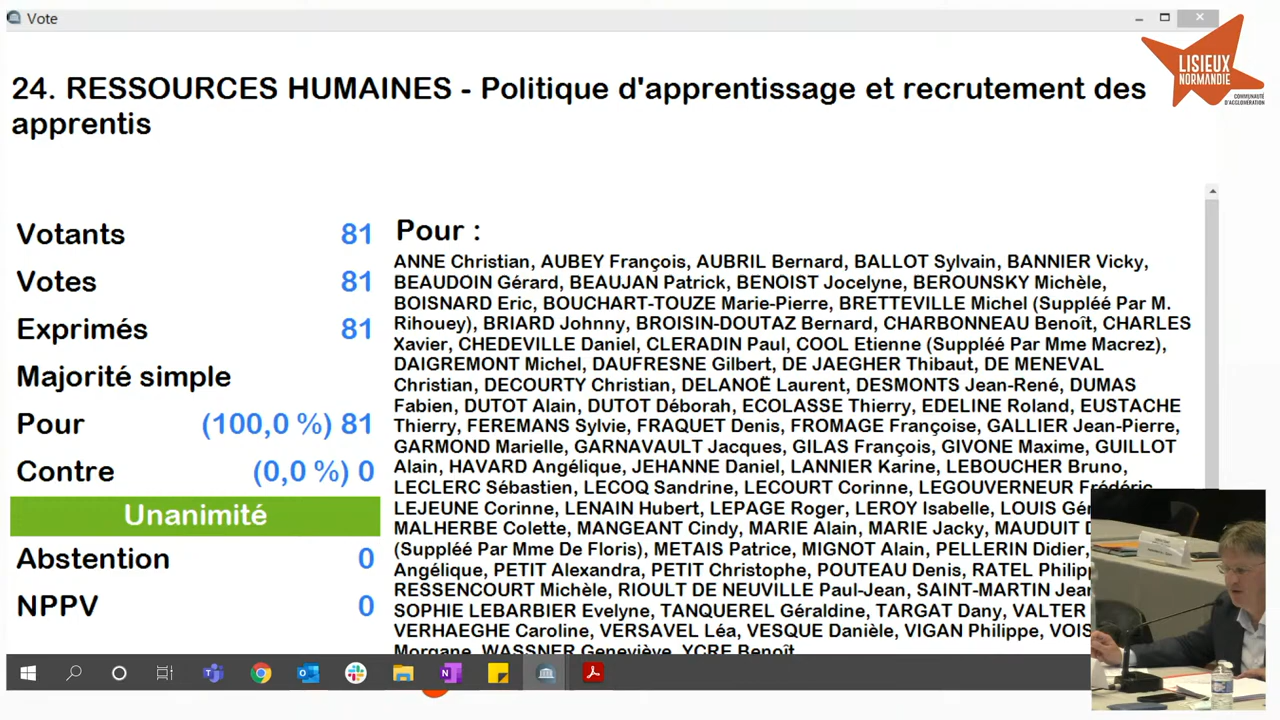 Vote
LISIEUX
NORMANDIE
COMMUNAUTÉ
D'AGGLOMÉRATION
24. RESSOURCES HUMAINES - Politique d'apprentissage et recrutement des
apprentis
Votants 81
Votes 81
Exprimés 81
Majorité simple
Pour (100,0 %) 81
Contre (0,0 %) 0
Unanimité
Abstention 0
NPPV 0
Pour :
ANNE Christian, AUBEY François, AUBRIL Bernard, BALLOT Sylvain, BANNIER Vicky,
BEAUDOIN Gérard, BEAUJAN Patrick, BENOIST Jocelyne, BEROUNSKY Michèle,
BOISNARD Eric, BOUCHART-TOUZE Marie-Pierre, BRETTEVILLE Michel (Suppléé Par M.
Rihouey), BRIARD Johnny, BROISIN-DOUTAZ Bernard, CHARBONNEAU Benoît, CHARLES
Xavier, CHEDEVILLE Daniel, CLERADIN Paul, COOL Etienne (Suppléé Par Mme Macrez),
DAIGREMONT Michel, DAUFRESNE Gilbert, DE JAEGHER Thibaut, DE MENEVAL
Christian, DECOURTY Christian, DELANOË Laurent, DESMONTS Jean-René, DUMAS
Fabien, DUTOT Alain, DUTOT Déborah, ECOLASSE Thierry, EDELINE Roland, EUSTACHE
Thierry, FEREMANS Sylvie, FRAQUET Denis, FROMAGE Françoise, GALLIER Jean-Pierre,
GARMOND Marielle, GARNAVAULT Jacques, GILAS François, GIVONE Maxime, GUILLOT
Alain, HAVARD Angélique, JEHANNE Daniel, LANNIER Karine, LEBOUCHER Bruno,
LECLERC Sébastien, LECOQ Sandrine, LECOURT Corinne, LEGOUVERNEUR Frédéric,
LEJEUNE Corinne, LENAIN Hubert, LEPAGE Roger, LEROY Isabelle, LOUIS
MALHERBE Colette, MANGEANT Cindy, MARIE Alain, MARIE Jacky, MAUDUIT
(Suppléé Par Mme De Floris), METAIS Patrice, MIGNOT Alain, PELLERIN Didier,
Angélique, PETIT Alexandra, PETIT Christophe, POUTEAU Denis, RATEL
RESSENCOURT Michèle, RIOULT DE NEUVILLE Paul-Jean, SAINT-MARTIN
SOPHIE LEBARBIER Evelyne, TANQUEREL Géraldine, TARGAT Dany, VALTER
VERHAEGHE Caroline, VERSAVEL Léa, VESQUE Danièle, VIGAN Philippe,
Morgane, WASSNER Geneviève, YCRE Benoît